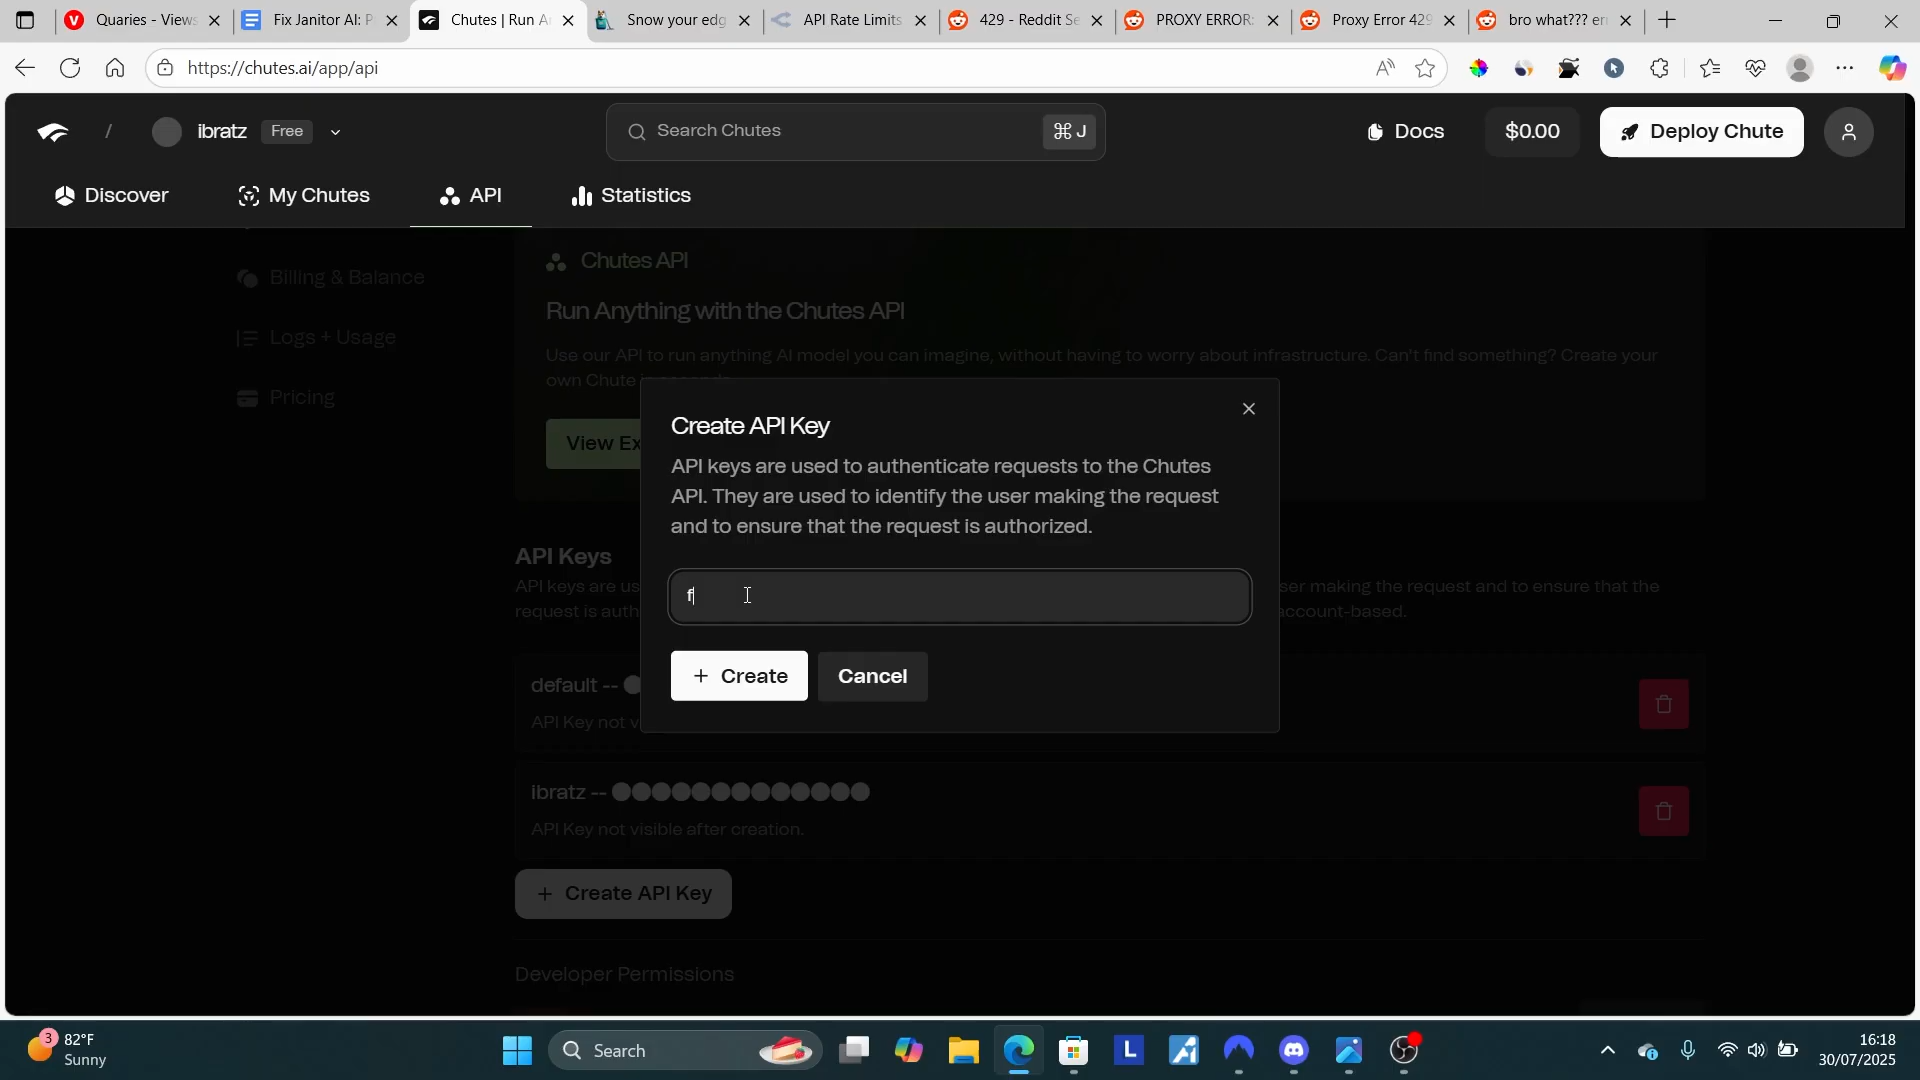 Quaries - Views
Fix Janitor AI: P
Chutes | Run A
Snow your edg
API Rate Limits
429 - Reddit Se
PROXY ERROR:
Proxy Error 429
bro what??? er
https://chutes.ai/app/api
/ ibratz Free
Search Chutes
⌘ J
Docs
$0.00
Deploy Chute
Discover
My Chutes
API
Statistics
Billing & Balance
Logs + Usage
Pricing
Chutes API
Run Anything with the Chutes API
Use our API to run anything AI model you can imagine, without having to worry about infrastructure. Can't find something? Create your
own Chute in seconds
View Ex
Create API Key
API keys are used to authenticate requests to the Chutes
API. They are used to identify the user making the request
and to ensure that the request is authorized.
f
+ Create
Cancel
API Keys
API keys are us
ser making the request and to ensure that the
request is auth
account-based.
default --
API Key not v
ibratz --
API Key not visible after creation.
+ Create API Key
Developer Permissions
3
82°F
Sunny
Search
L
16:18
30/07/2025